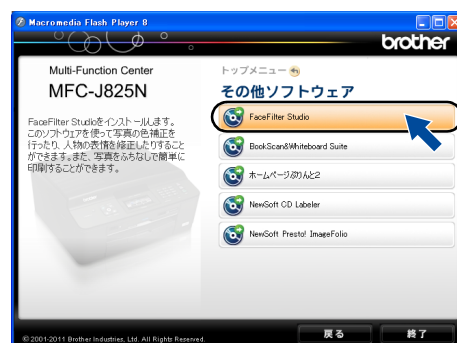 Macromedia Flash Player 8
brother
Multi-Function Center
MFC-J825N
FaceFilter Studioをインストールします。
このソフトウェアを使って写真の色補正を
行ったり、人物の表情を修正したりすること
ができます。また、写真をふちなしで簡単に
印刷することができます。
トップメニュー
その他ソフトウェア
FaceFilter Studio
BookScan&Whiteboard Suite
ホームページぷりんと2
NewSoft CD Labeler
NewSoft Presto! ImageFolio
© 2001-2011 Brother Industries, Ltd. All Rights Reserved.
戻る
終了